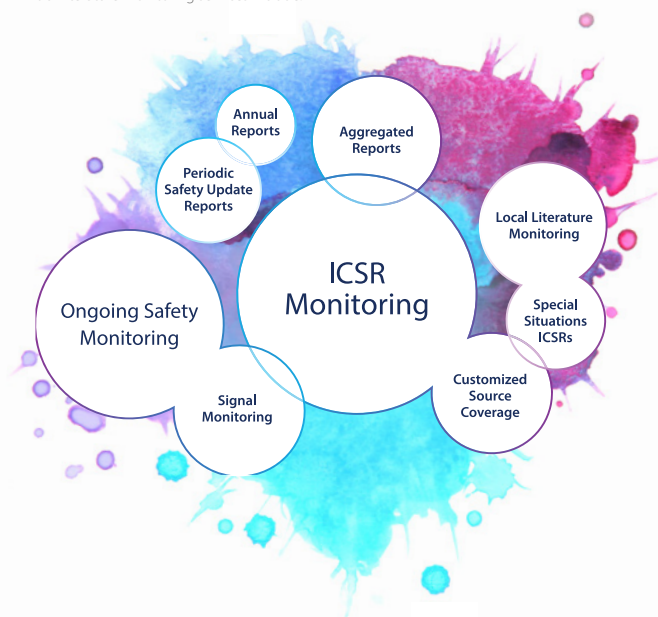 Annual
Reports
Aggregated
Reports
Periodic
Safety Update
Reports
Local Literature
Monitoring
ICSR
Monitoring
Ongoing Safety
Monitoring
Special
Situations
ICSRs
Customized
Source
Coverage
Signal
Monitoring